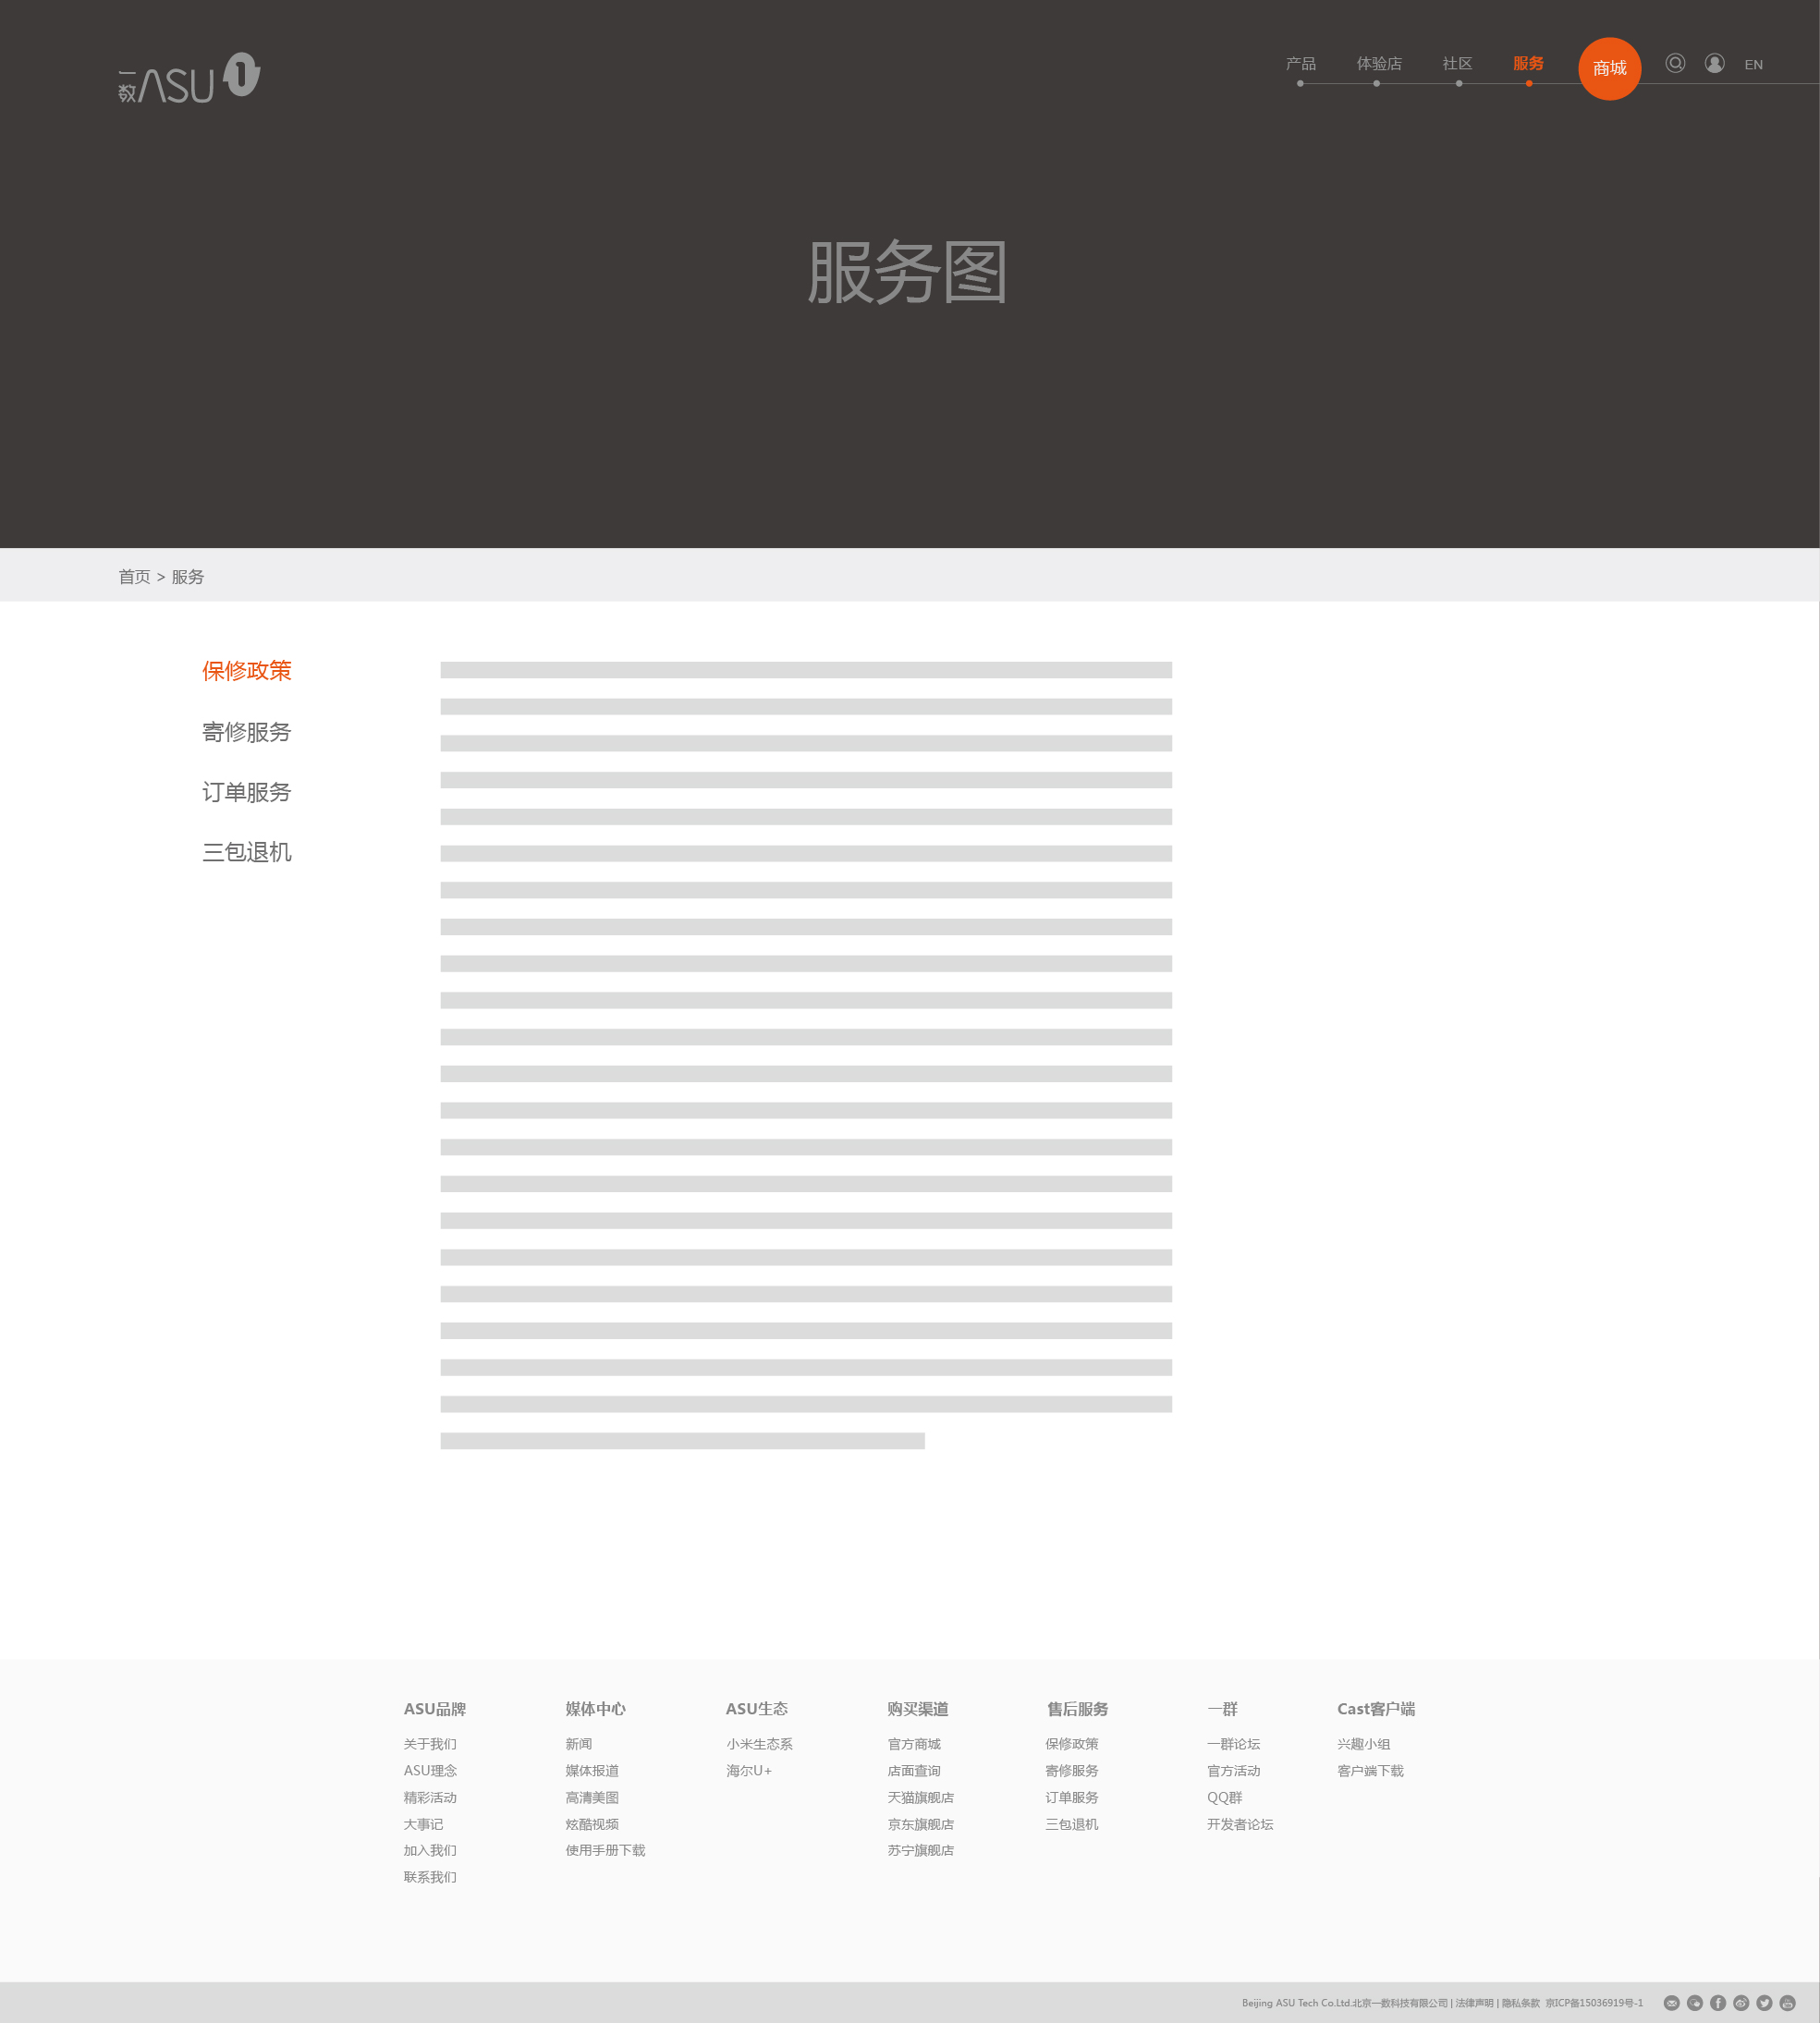 一数 ASU
产品 体验店 社区 服务 商城 EN
服务图
首页 > 服务
保修政策
寄修服务
订单服务
三包退机
ASU品牌
关于我们
ASU理念
精彩活动
大事记
加入我们
联系我们
媒体中心
新闻
媒体报道
高清美图
炫酷视频
使用手册下载
ASU生态
小米生态系
海尔U+
购买渠道
官方商城
店面查询
天猫旗舰店
京东旗舰店
苏宁旗舰店
售后服务
保修政策
寄修服务
订单服务
三包退机
一群
一群论坛
官方活动
QQ群
开发者论坛
Cast客户端
兴趣小组
客户端下载
Beijing ASU Tech Co.Ltd.北京一数科技有限公司 | 法律声明 | 隐私条款 京ICP备15036919号-1